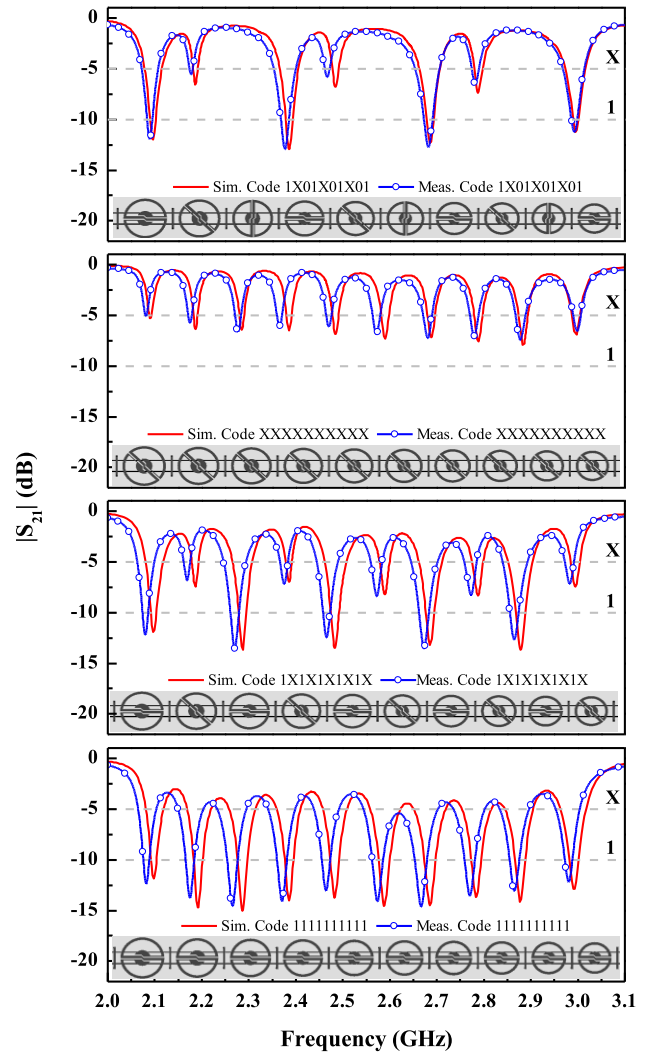 0
-5
-10
-15
-20
X
1
Sim. Code 1X01X01X01 Meas. Code 1X01X01X01
0
-5
-10
-15
-20
X
1
Sim. Code XXXXXXXXXX Meas. Code XXXXXXXXXX
|S21| (dB)
0
-5
-10
-15
-20
X
1
Sim. Code 1X1X1X1X1X Meas. Code 1X1X1X1X1X
0
-5
-10
-15
-20
X
1
Sim. Code 1111111111 Meas. Code 1111111111
2.0 2.1 2.2 2.3 2.4 2.5 2.6 2.7 2.8 2.9 3.0 3.1
Frequency (GHz)